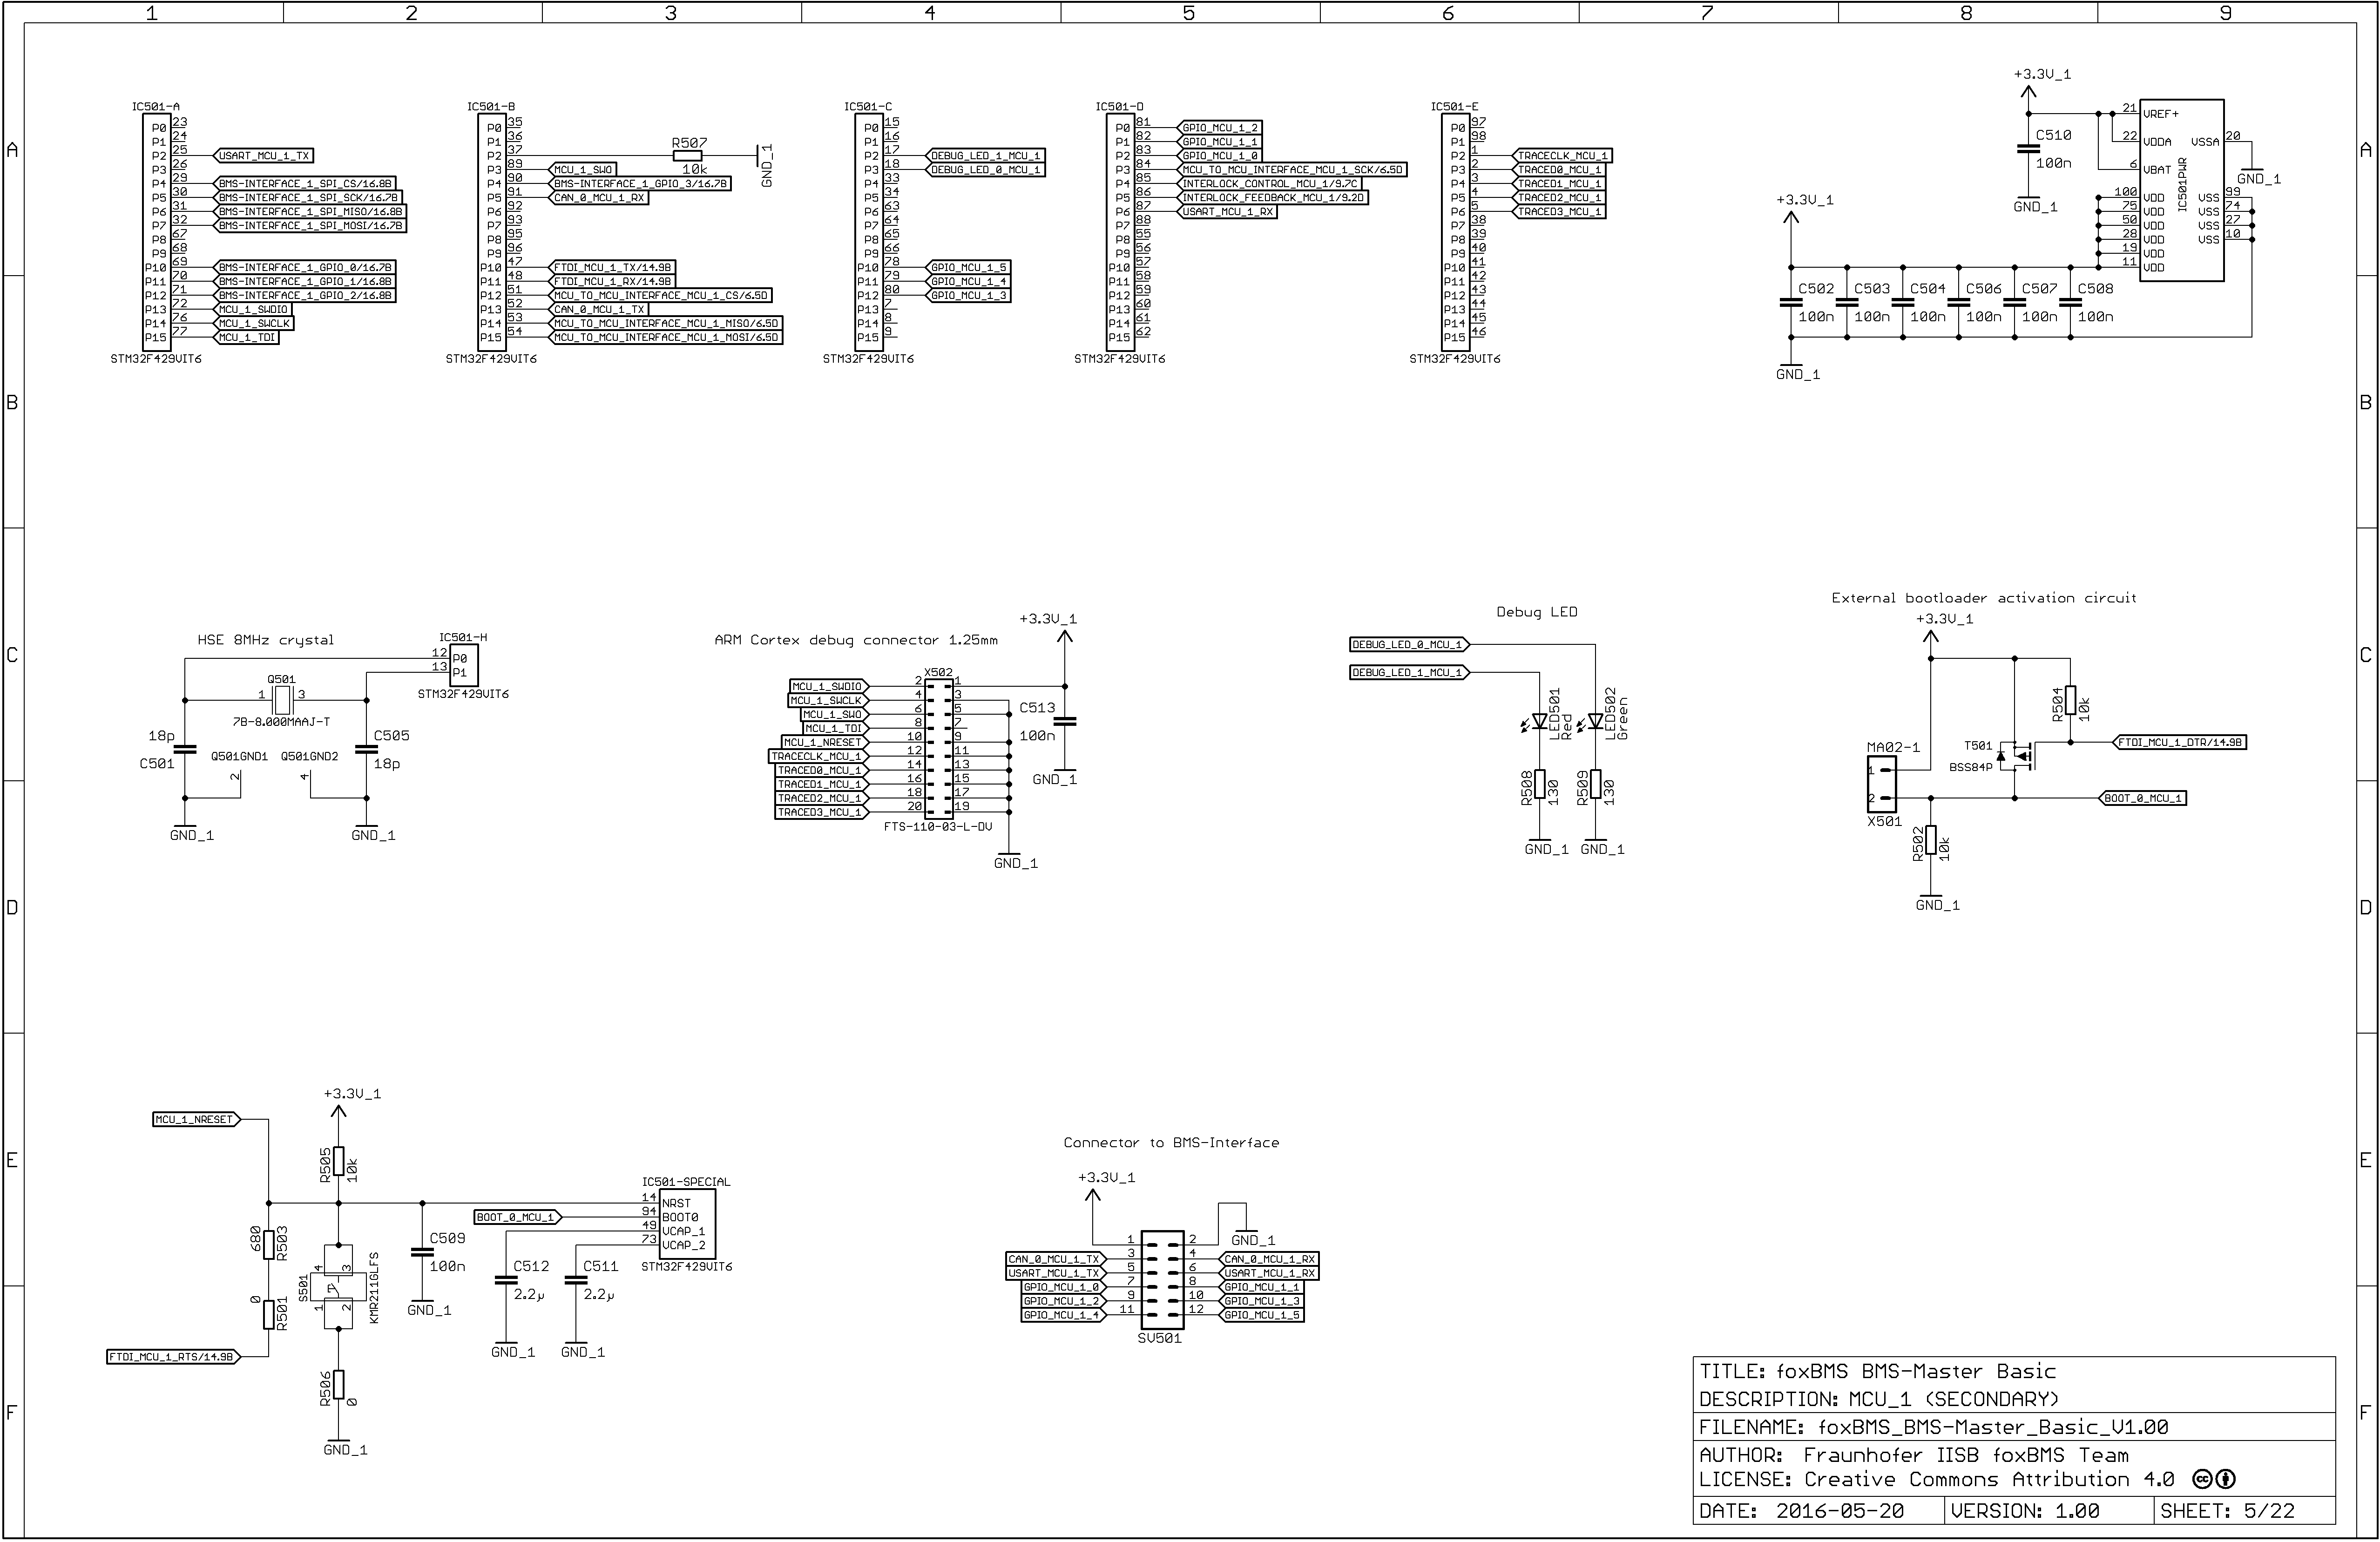 1 2 3 4 5 6 7 8 9
A A
B B
C C
D D
E E
F F
IC501-A
P0 23
P1 24
P2 25 USART_MCU_1_TX
P3 26
P4 29 BMS-INTERFACE_1_SPI_CS/16.8B
P5 30 BMS-INTERFACE_1_SPI_SCK/16.7B
P6 31 BMS-INTERFACE_1_SPI_MISO/16.8B
P7 32 BMS-INTERFACE_1_SPI_MOSI/16.7B
P8 67
P9 68
P10 69 BMS-INTERFACE_1_GPIO_0/16.7B
P11 70 BMS-INTERFACE_1_GPIO_1/16.8B
P12 71 BMS-INTERFACE_1_GPIO_2/16.8B
P13 72 MCU_1_SWDIO
P14 76 MCU_1_SWCLK
P15 77 MCU_1_TDI
STM32F429VIT6
IC501-B
P0 35
P1 36
P2 37 R507 10k GND_1
P3 89 MCU_1_SWO
P4 90 BMS-INTERFACE_1_GPIO_3/16.7B
P5 91 CAN_0_MCU_1_RX
P6 92
P7 93
P8 95
P9 96
P10 47 FTDI_MCU_1_TX/14.9B
P11 48 FTDI_MCU_1_RX/14.9B
P12 51 MCU_TO_MCU_INTERFACE_MCU_1_CS/6.5D
P13 52 CAN_0_MCU_1_TX
P14 53 MCU_TO_MCU_INTERFACE_MCU_1_MISO/6.5D
P15 54 MCU_TO_MCU_INTERFACE_MCU_1_MOSI/6.5D
STM32F429VIT6
IC501-C
P0 15
P1 16
P2 17 DEBUG_LED_1_MCU_1
P3 18 DEBUG_LED_0_MCU_1
P4 33
P5 34
P6 63
P7 64
P8 65
P9 66
P10 78 GPIO_MCU_1_5
P11 79 GPIO_MCU_1_4
P12 80 GPIO_MCU_1_3
P13 7
P14 8
P15 9
STM32F429VIT6
IC501-D
P0 81 GPIO_MCU_1_2
P1 82 GPIO_MCU_1_1
P2 83 GPIO_MCU_1_0
P3 84 MCU_TO_MCU_INTERFACE_MCU_1_SCK/6.5D
P4 85 INTERLOCK_CONTROL_MCU_1/9.7C
P5 86 INTERLOCK_FEEDBACK_MCU_1/9.2D
P6 87 USART_MCU_1_RX
P7 88
P8 55
P9 56
P10 57
P11 58
P12 59
P13 60
P14 61
P15 62
STM32F429VIT6
IC501-E
P0 97
P1 98
P2 1 TRACECLK_MCU_1
P3 2 TRACED0_MCU_1
P4 3 TRACED1_MCU_1
P5 4 TRACED2_MCU_1
P6 5 TRACED3_MCU_1
P7 38
P8 39
P9 40
P10 41
P11 42
P12 43
P13 44
P14 45
P15 46
STM32F429VIT6
+3.3V_1
C510
100n
GND_1
21 VREF+
22 VDDA VSSA 20
6 VBAT
GND_1
IC501PWR
100 VDD VSS 99
75 VDD VSS 74
50 VDD VSS 27
28 VDD VSS 10
19 VDD
11 VDD
+3.3V_1
C502 C503 C504 C506 C507 C508
100n 100n 100n 100n 100n 100n
GND_1
HSE 8MHz crystal
IC501-H
12 P0
13 P1
STM32F429VIT6
Q501
1 3
7B-8.000MAAJ-T
18p
C501
Q501GND1 Q501GND2
2 4
C505
18p
GND_1 GND_1
ARM Cortex debug connector 1.25mm
+3.3V_1
X502
MCU_1_SWDIO 2 1
MCU_1_SWCLK 4 3
MCU_1_SWO 6 5
MCU_1_TDI 8 7
MCU_1_NRESET 10 9
TRACECLK_MCU_1 12 11
TRACED0_MCU_1 14 13
TRACED1_MCU_1 16 15
TRACED2_MCU_1 18 17
TRACED3_MCU_1 20 19
FTS-110-03-L-DV
C513
100n
GND_1
GND_1
Debug LED
DEBUG_LED_0_MCU_1
DEBUG_LED_1_MCU_1
LED501
Red
LED502
Green
R508
130
R509
130
GND_1 GND_1
External bootloader activation circuit
+3.3V_1
R504
10k
MA02-1
1
2
X501
T501
BSS84P
FTDI_MCU_1_DTR/14.9B
BOOT_0_MCU_1
R502
10k
GND_1
MCU_1_NRESET
+3.3V_1
R505
10k
680
R503
0
R501
FTDI_MCU_1_RTS/14.9B
S501
4 3
1 2
KMR211GLFS
R506
0
GND_1
C509
100n
GND_1
IC501-SPECIAL
14 NRST
BOOT_0_MCU_1 94 BOOT0
49 VCAP_1
73 VCAP_2
STM32F429VIT6
C512
2.2µ
C511
2.2µ
GND_1 GND_1
Connector to BMS-Interface
+3.3V_1
GND_1
1 2
CAN_0_MCU_1_TX 3 4 CAN_0_MCU_1_RX
USART_MCU_1_TX 5 6 USART_MCU_1_RX
GPIO_MCU_1_0 7 8 GPIO_MCU_1_1
GPIO_MCU_1_2 9 10 GPIO_MCU_1_3
GPIO_MCU_1_4 11 12 GPIO_MCU_1_5
SV501
TITLE: foxBMS BMS-Master Basic
DESCRIPTION: MCU_1 (SECONDARY)
FILENAME: foxBMS_BMS-Master_Basic_V1.00
AUTHOR: Fraunhofer IISB foxBMS Team
LICENSE: Creative Commons Attribution 4.0 cc
DATE: 2016-05-20 VERSION: 1.00 SHEET: 5/22